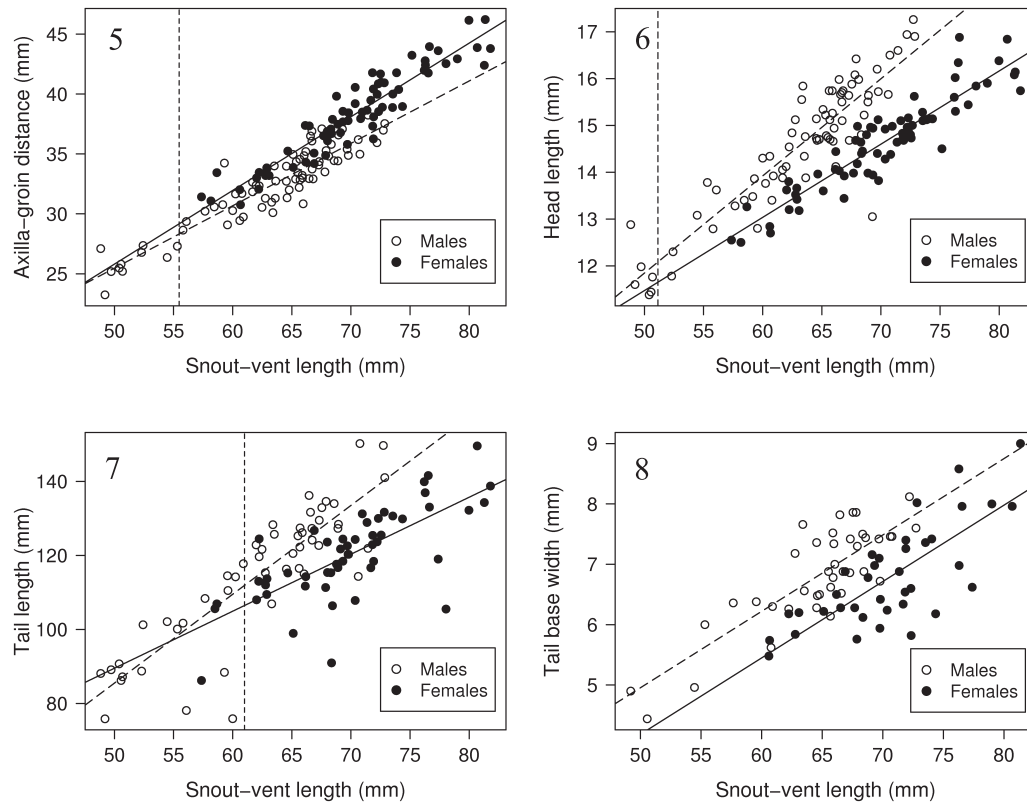 5
Axilla−groin distance (mm)
45
40
35
30
25
Males
Females
50 55 60 65 70 75 80
Snout−vent length (mm)
6
Head length (mm)
17
16
15
14
13
12
Males
Females
50 55 60 65 70 75 80
Snout−vent length (mm)
7
Tail length (mm)
140
120
100
80
Males
Females
50 55 60 65 70 75 80
Snout−vent length (mm)
8
Tail base width (mm)
9
8
7
6
5
Males
Females
50 55 60 65 70 75 80
Snout−vent length (mm)